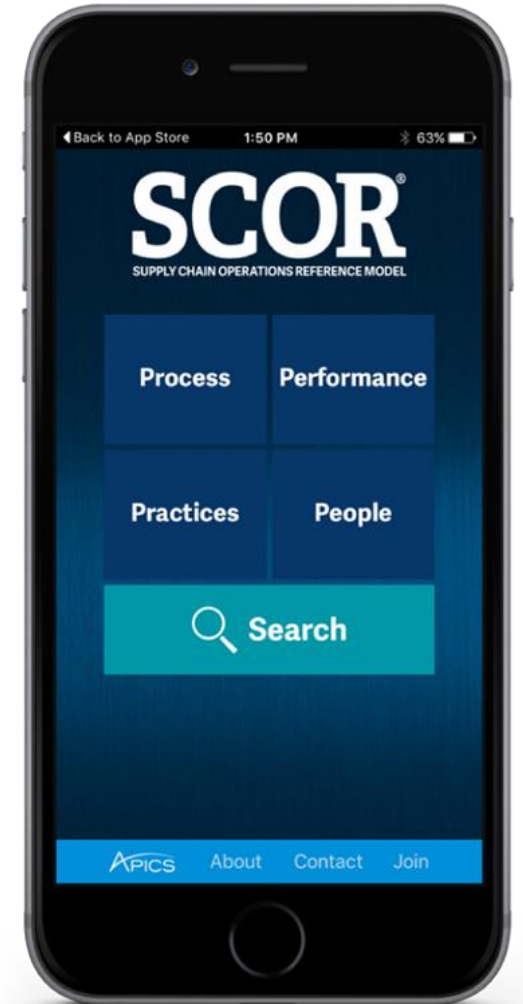 Back to App Store 1:50 PM 63%
SCOR®
SUPPLY CHAIN OPERATIONS REFERENCE MODEL
Process Performance
Practices People
Search
APICS About Contact Join